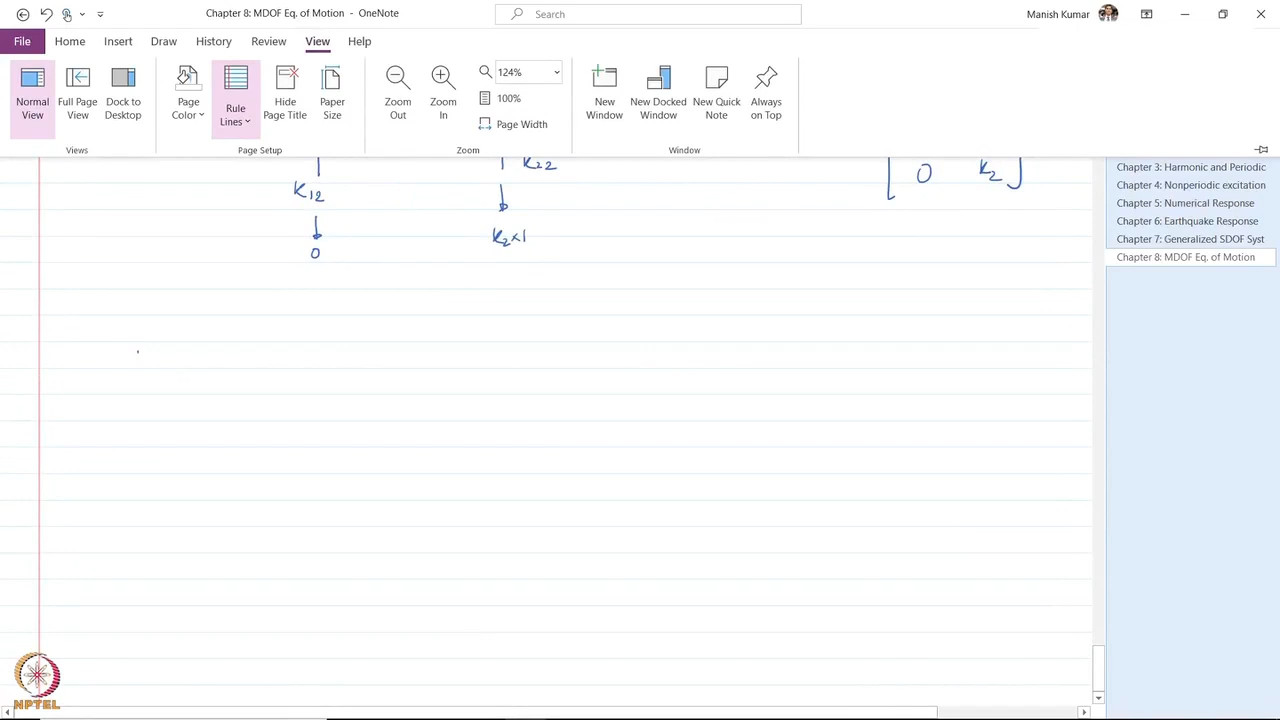 Chapter 8: MDOF Eq. of Motion - OneNote
Search
Manish Kumar
File
Home
Insert
Draw
History
Review
View
Help
Normal View
Full Page View
Dock to Desktop
Page Color
Rule Lines
Hide Page Title
Paper Size
Zoom Out
Zoom In
124%
100%
Page Width
New Window
New Docked Window
New Quick Note
Always on Top
Views
Page Setup
Zoom
Window
Chapter 3: Harmonic and Periodic
Chapter 4: Nonperiodic excitation
Chapter 5: Numerical Response
Chapter 6: Earthquake Response
Chapter 7: Generalized SDOF Syst
Chapter 8: MDOF Eq. of Motion
k22
0 k2
k12
k2×1
0
NPTEL